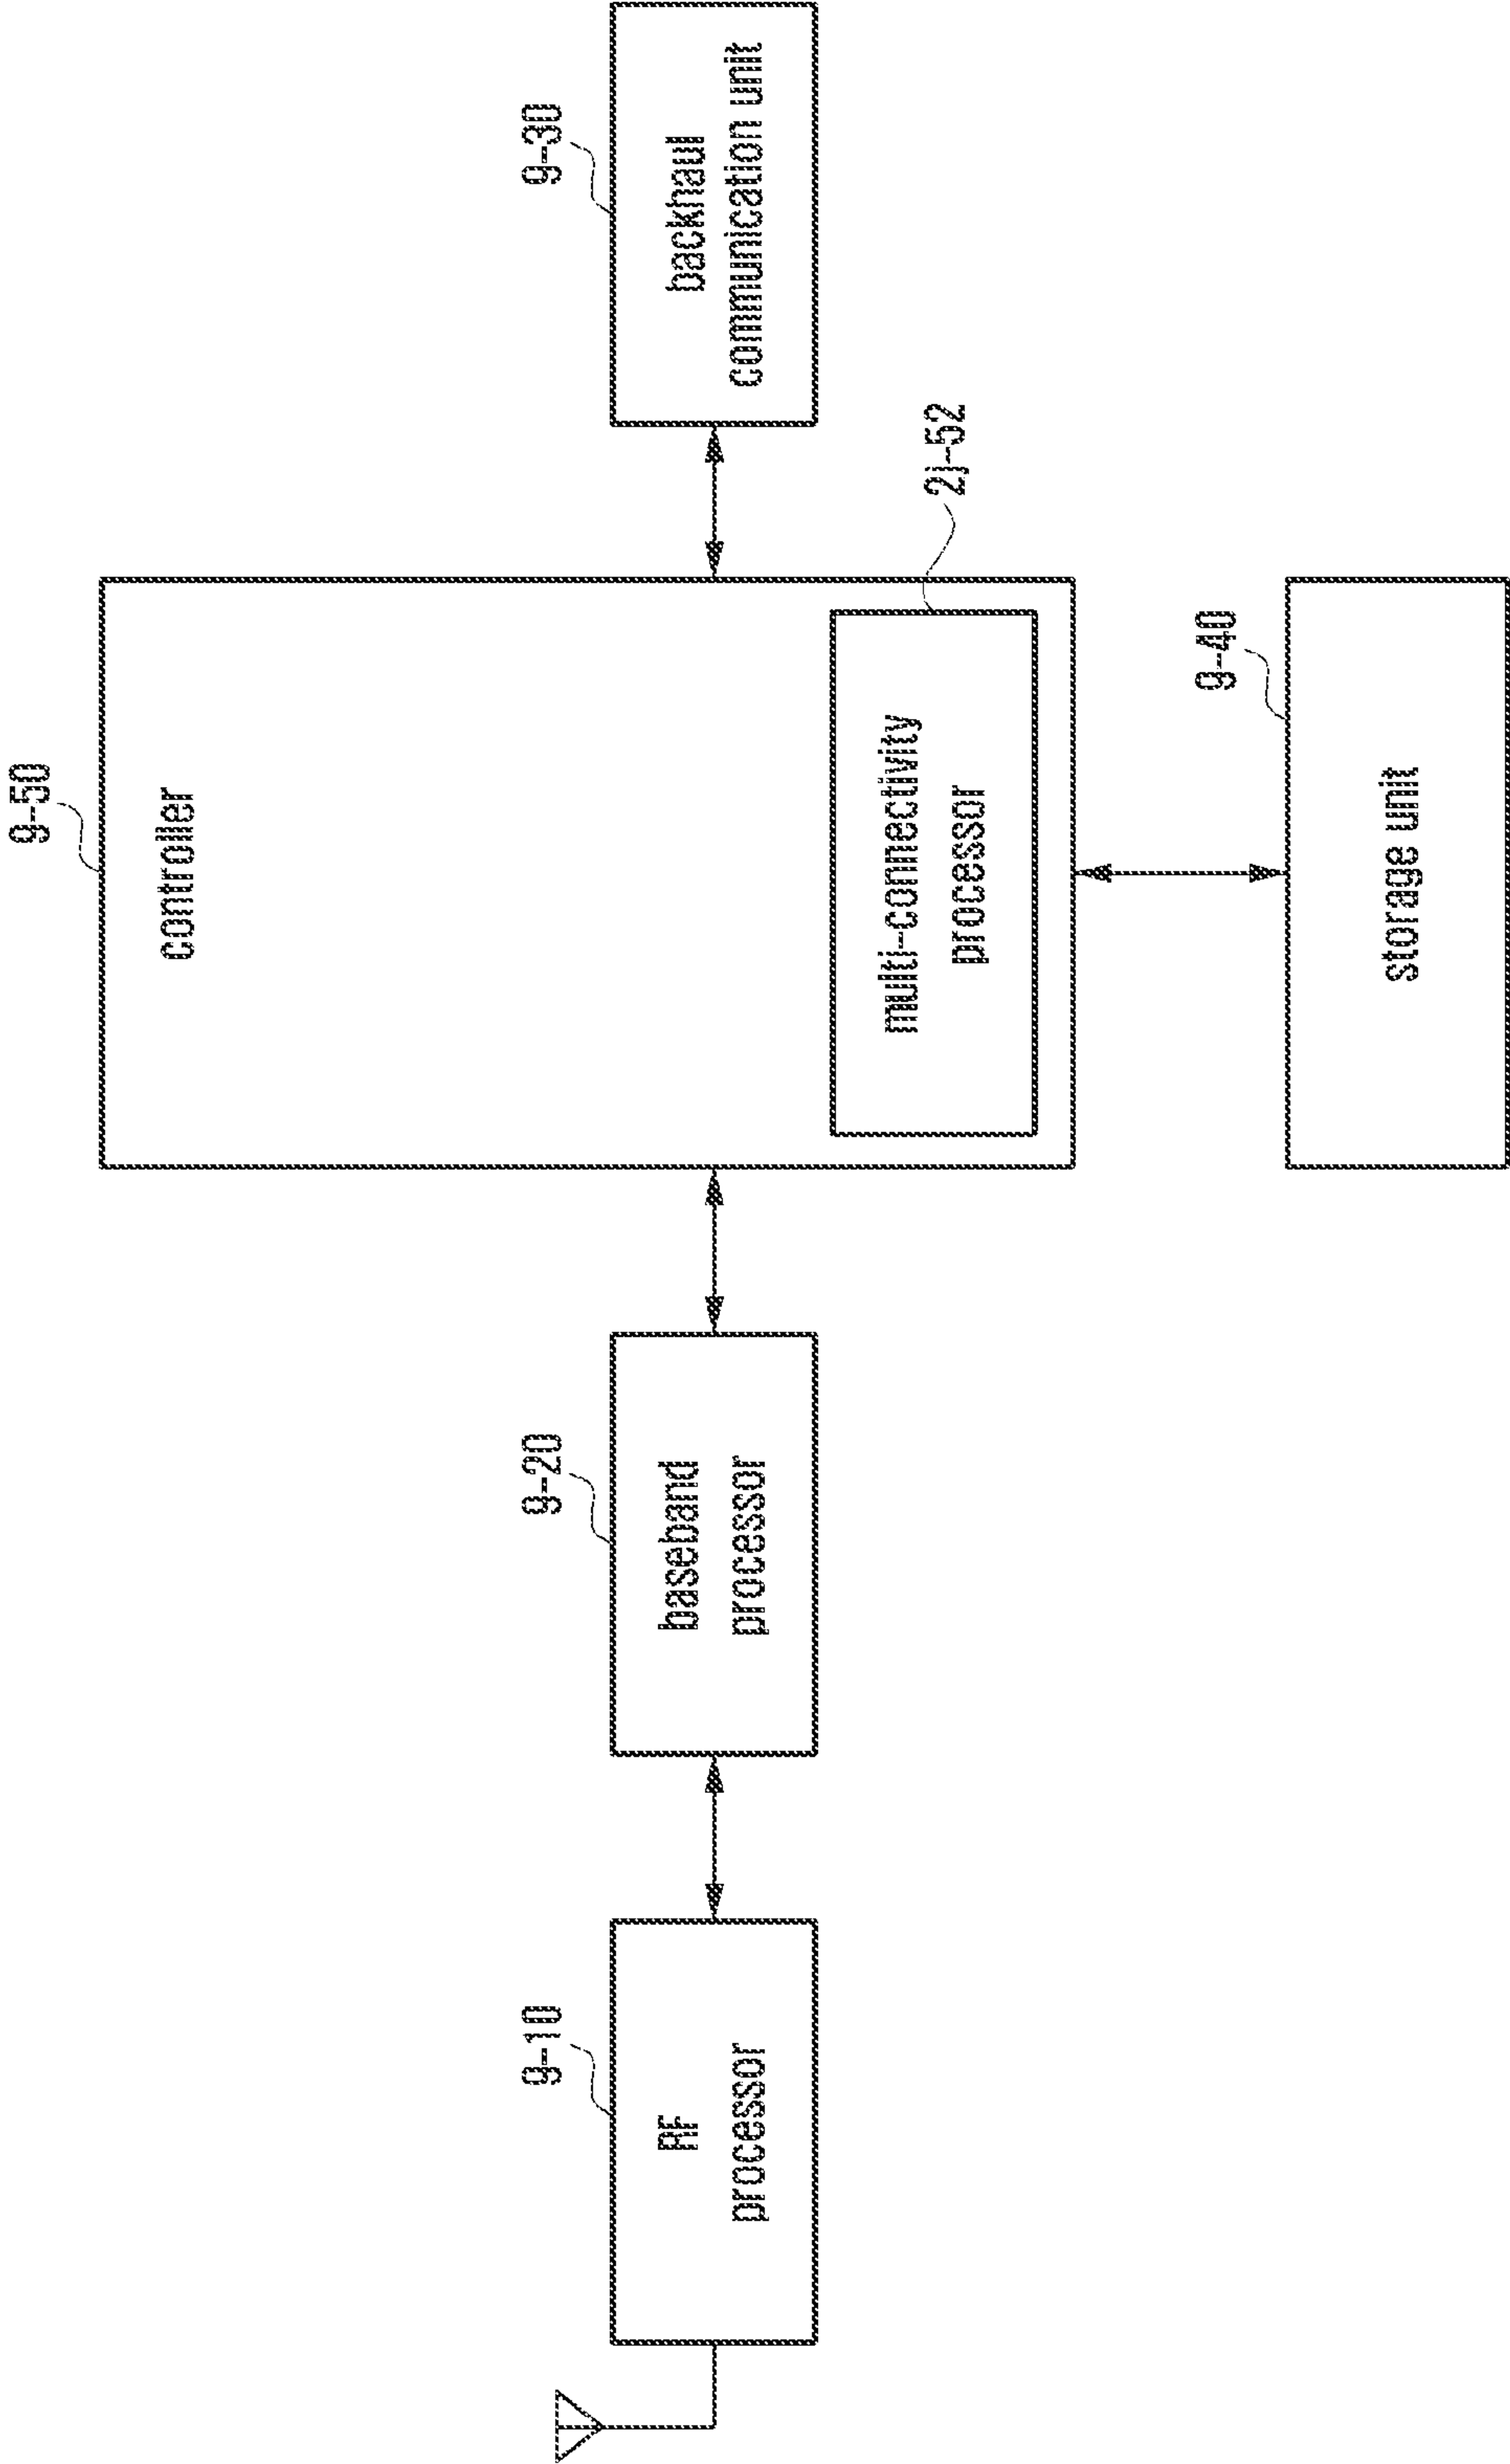 9-50
controller
9-10
RF
processor
9-20
baseband
processor
9-30
backhaul
communication unit
2j-52
multi-connectivity
processor
9-40
storage unit